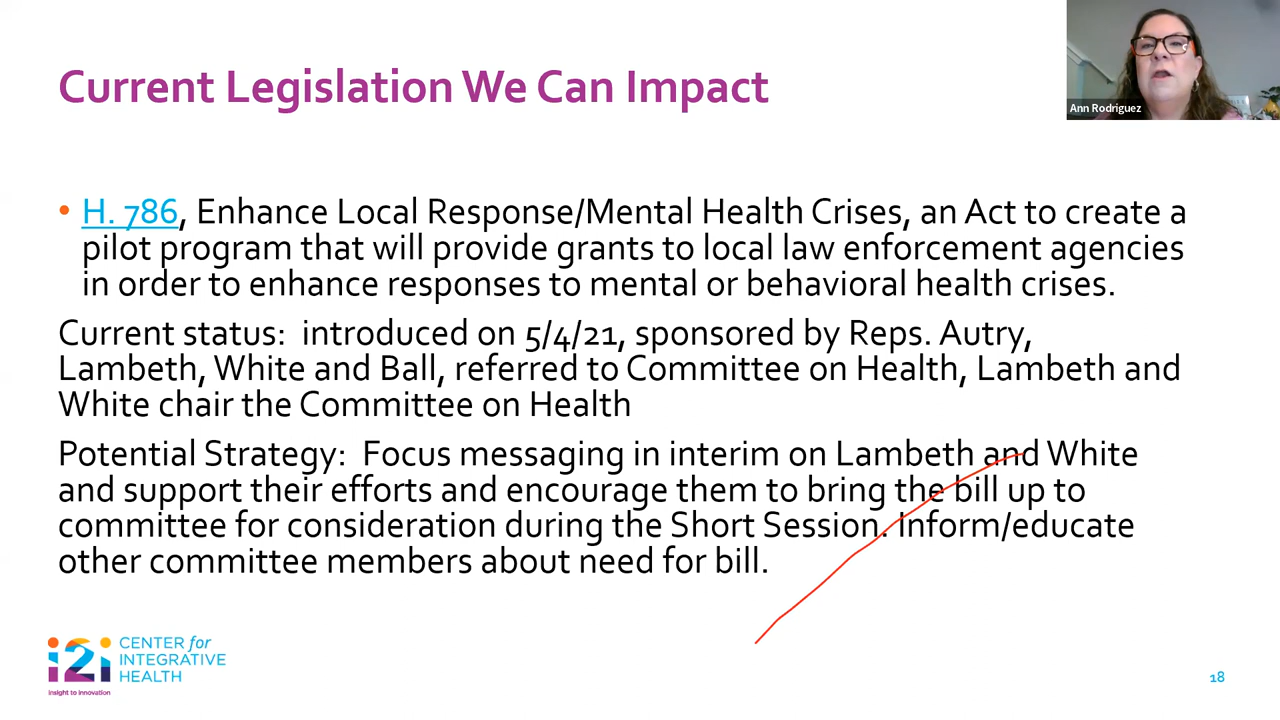 Current Legislation We Can Impact
Ann Rodriguez
• H. 786, Enhance Local Response/Mental Health Crises, an Act to create a
pilot program that will provide grants to local law enforcement agencies
in order to enhance responses to mental or behavioral health crises.
Current status: introduced on 5/4/21, sponsored by Reps. Autry,
Lambeth, White and Ball, referred to Committee on Health, Lambeth and
White chair the Committee on Health
Potential Strategy: Focus messaging in interim on Lambeth and White
and support their efforts and encourage them to bring the bill up to
committee for consideration during the Short Session. Inform/educate
other committee members about need for bill.
i2i
CENTER for
INTEGRATIVE
HEALTH
Insight to Innovation
18